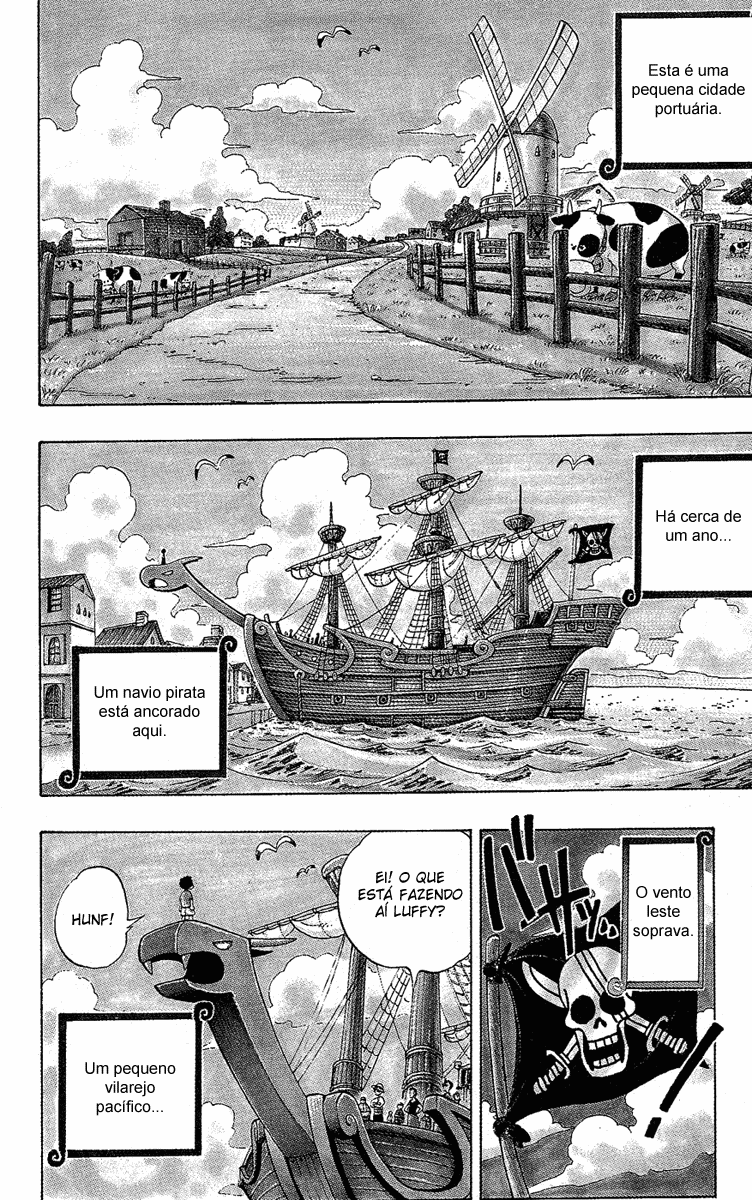 Esta é uma
pequena cidade
portuária.
Há cerca de
um ano...
Um navio pirata
está ancorado
aqui.
O vento
leste
soprava.
EI! O QUE
ESTÁ FAZENDO
AÍ LUFFY?
HUNF!
Um pequeno
vilarejo
pacífico...